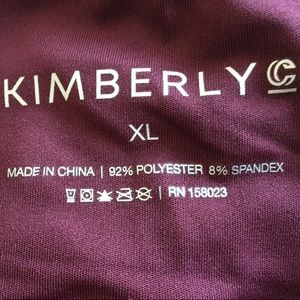 KIMBERLY C
XL
MADE IN CHINA | 92% POLYESTER 8% SPANDEX
| RN 158023